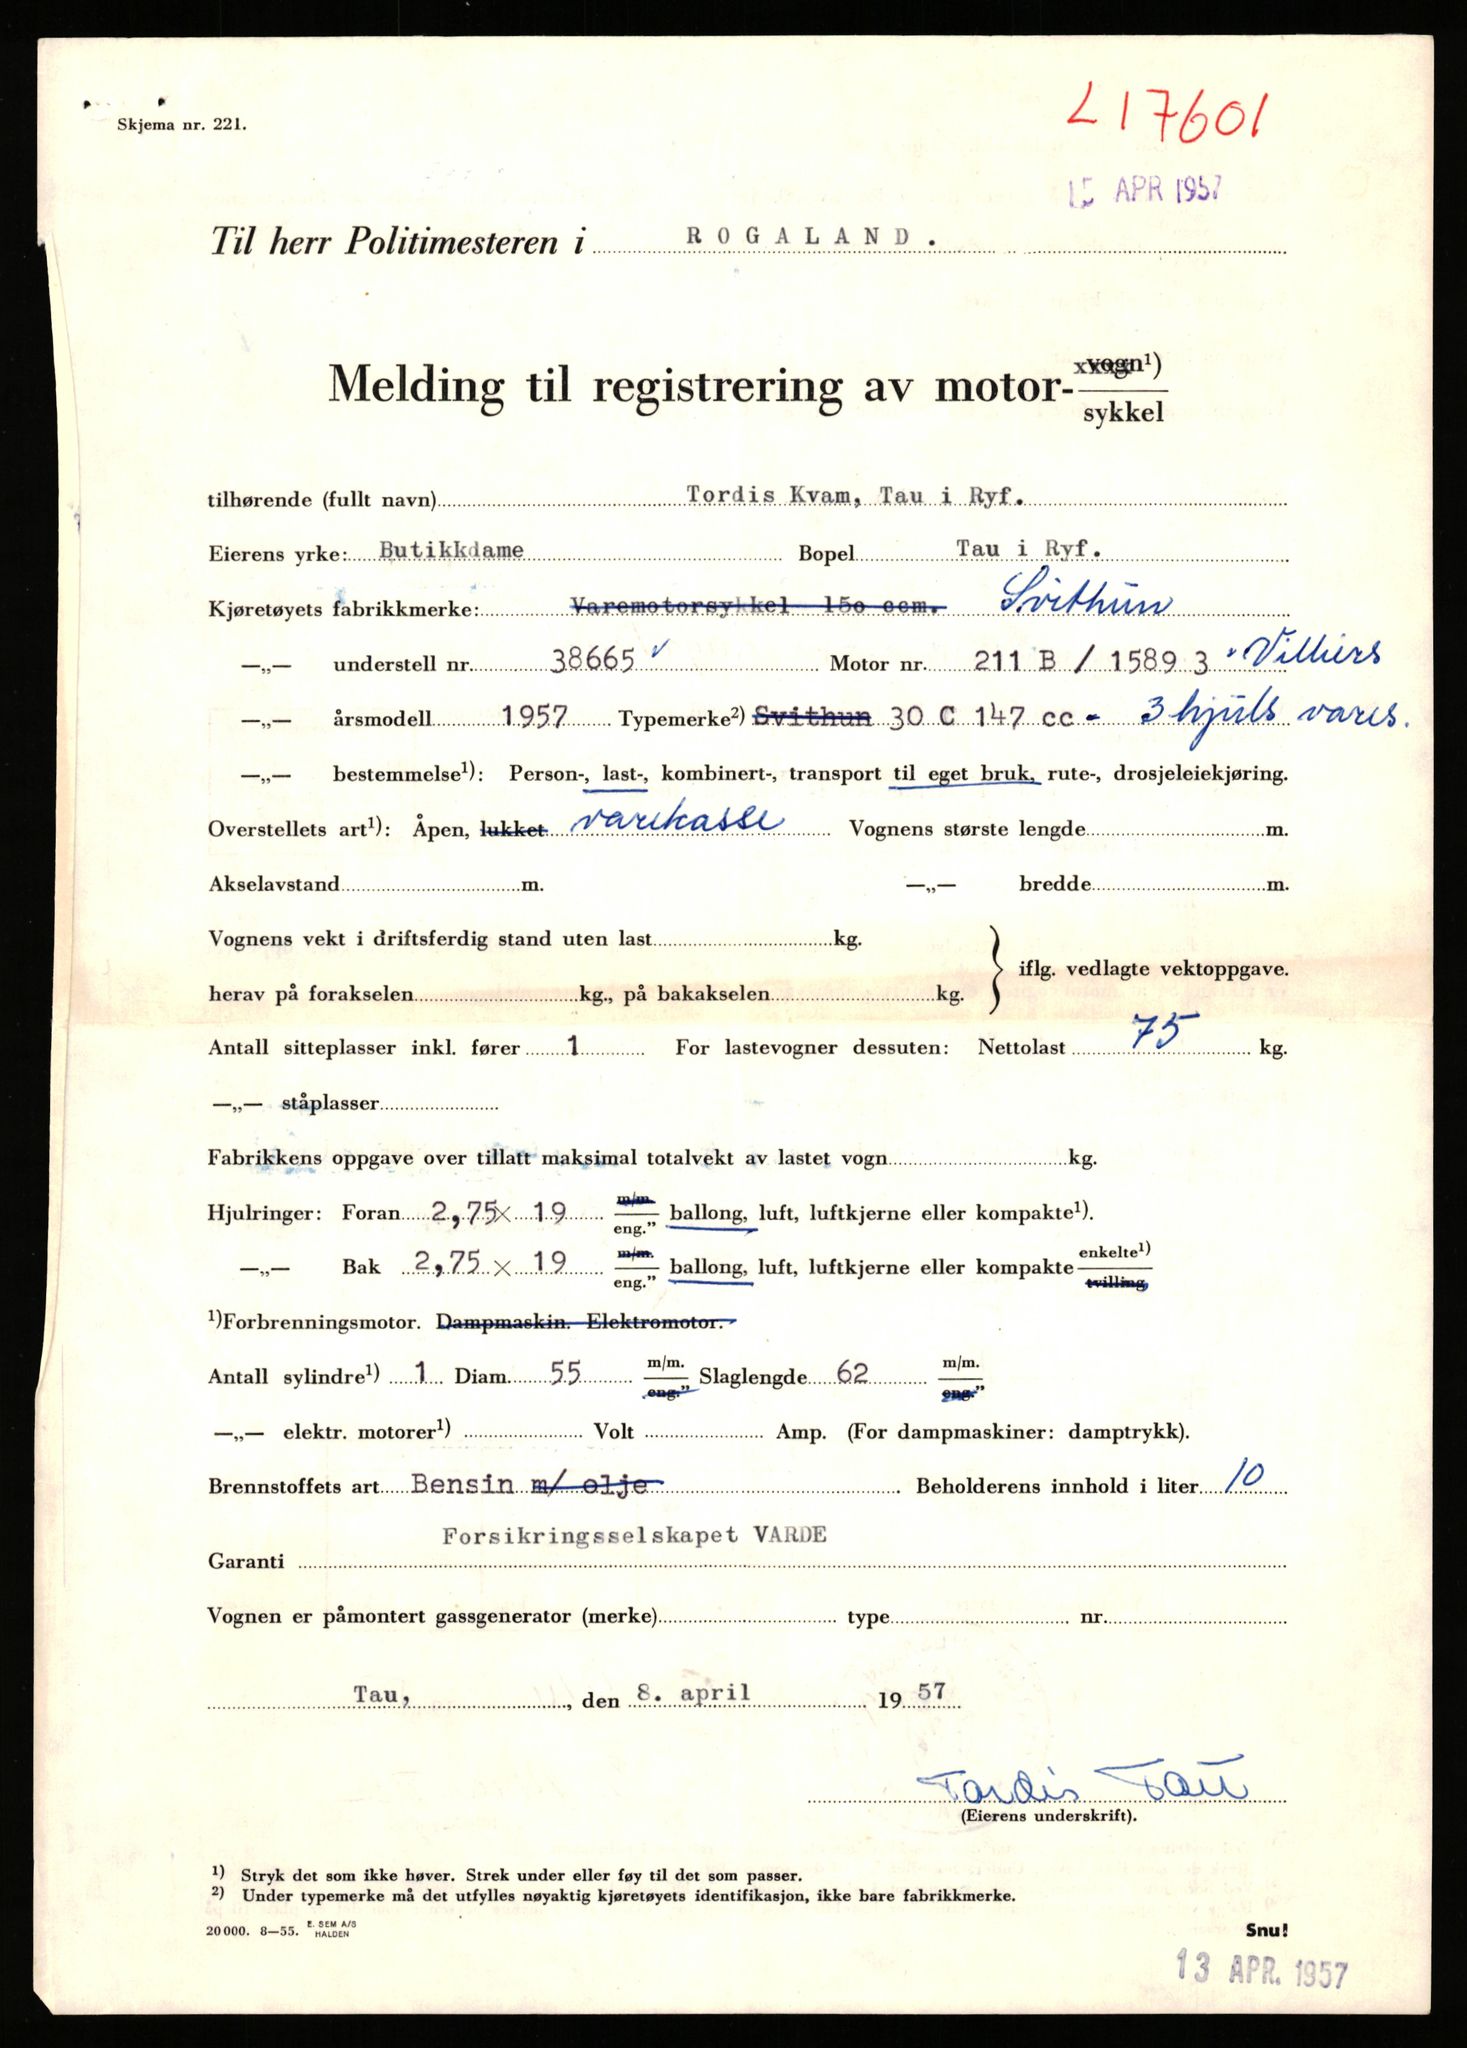 Skjema nr. 221.
L 17601
15 APR 1957
Til herr Politimesteren i ROGALAND.
Melding til registrering av motor- vogn¹)
sykkel
tilhørende (fullt navn) Tordis Kvam, Tau i Ryf.
Eierens yrke: Butikkdame Bopel Tau i Ryf.
Kjøretøyets fabrikkmerke: Varemotorsykkel 150 ccm. Svithun
—„— understell nr. 38665 Motor nr. 211 B / 1589 3 Villiers
—„— årsmodell 1957 Typemerke²) Svithun 30 C 147 cc - 3 hjuls vares.
—„— bestemmelse¹): Person-, last-, kombinert-, transport til eget bruk, rute-, drosjeleiekjøring.
Overstellets art¹): Åpen, lukket varekasse Vognens største lengde m.
Akselavstand m. —„— bredde m.
Vognens vekt i driftsferdig stand uten last kg.
iflg. vedlagte vektoppgave.
herav på forakselen kg., på bakakselen kg.
Antall sitteplasser inkl. fører 1 For lastevogner dessuten: Nettolast 75 kg.
—„— ståplasser
Fabrikkens oppgave over tillatt maksimal totalvekt av lastet vogn kg.
Hjulringer: Foran 2,75 x 19 m/m. eng.” ballong, luft, luftkjerne eller kompakte¹).
—„— Bak 2,75 x 19 m/m. eng.” ballong, luft, luftkjerne eller kompakte enkelte¹) tvilling
¹)Forbrenningsmotor. Dampmaskin. Elektromotor.
Antall sylindre¹) 1 Diam. 55 m/m. eng.” Slaglengde 62 m/m. eng.”
—„— elektr. motorer¹) Volt Amp. (For dampmaskiner: damptrykk).
Brennstoffets art Bensin m/ olje Beholderens innhold i liter 10
Forsikringsselskapet VARDE
Garanti
Vognen er påmontert gassgenerator (merke) type nr.
Tau, , den 8. april 19 57
Tordis Tau
(Eierens underskrift).
¹) Stryk det som ikke høver. Strek under eller føy til det som passer.
²) Under typemerke må det utfylles nøyaktig kjøretøyets identifikasjon, ikke bare fabrikkmerke.
20 000. 8—55. E. SEM A/S HALDEN
Snu!
13 APR. 1957